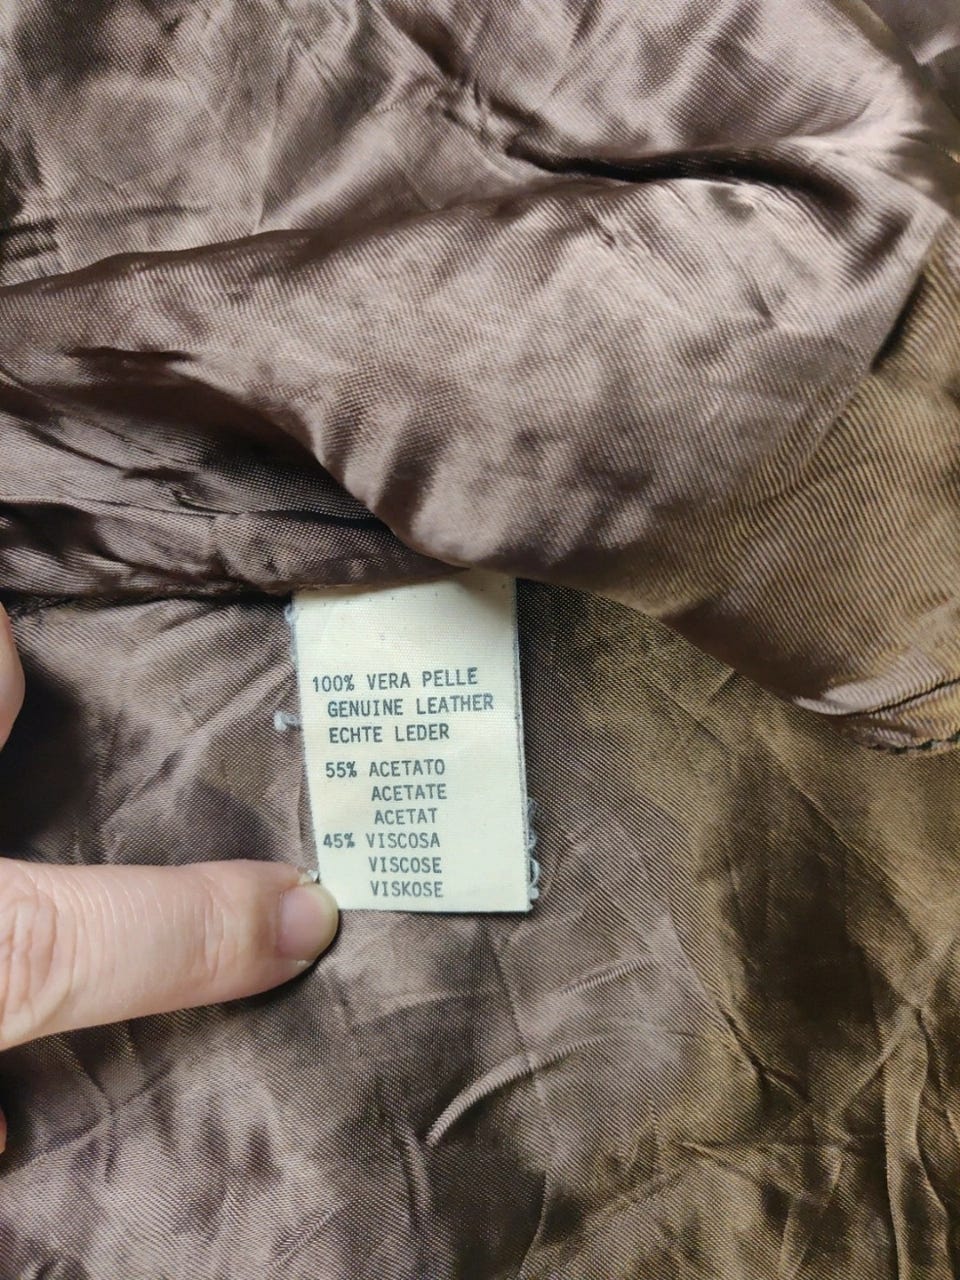 100% VERA PELLE
GENUINE LEATHER
ECHTE LEDER
55% ACETATO
ACETATE
ACETAT
45% VISCOSA
VISCOSE
VISKOSE